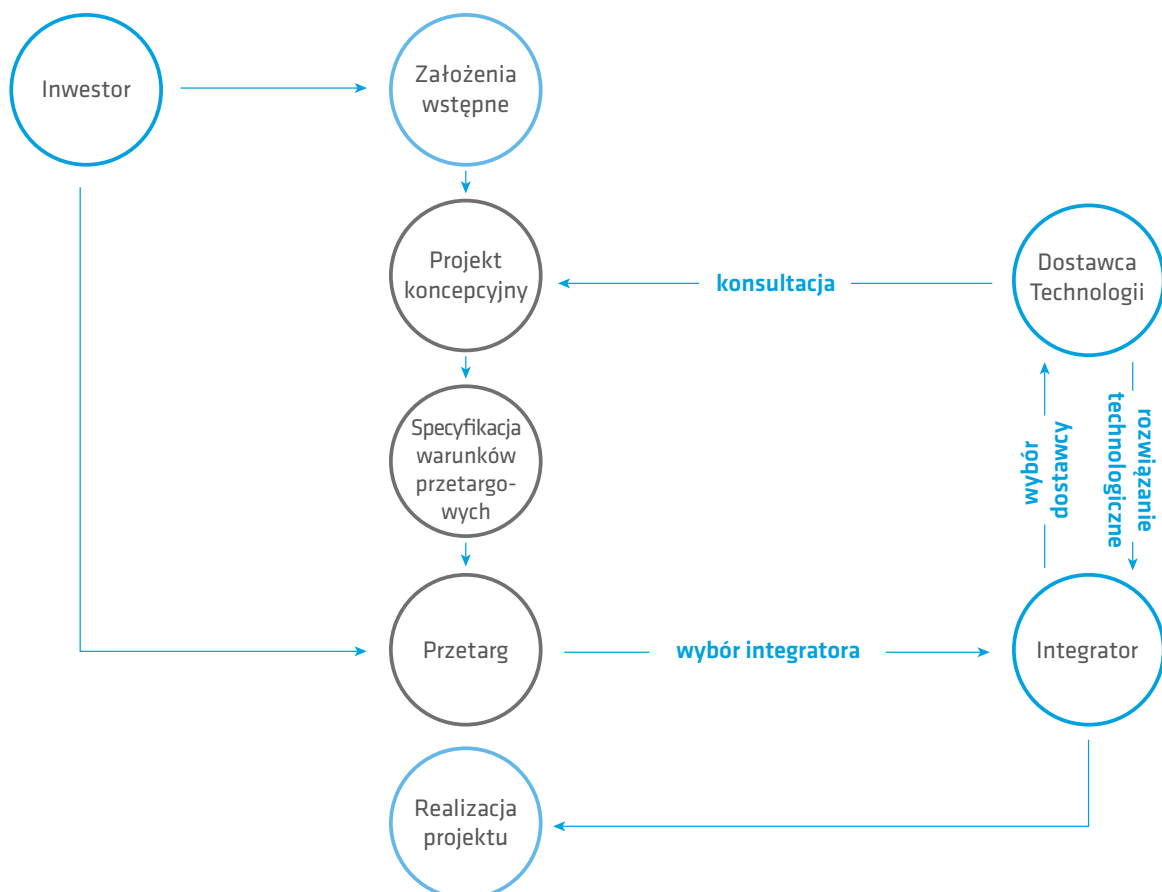 Inwestor
Założenia
wstępne
Projekt
koncepcyjny
konsultacja
Dostawca
Technologii
Specyfikacja
warunków
przetargo-
wych
wybór
dostawcy
rozwiązanie
technologiczne
Przetarg
wybór integratora
Integrator
Realizacja
projektu